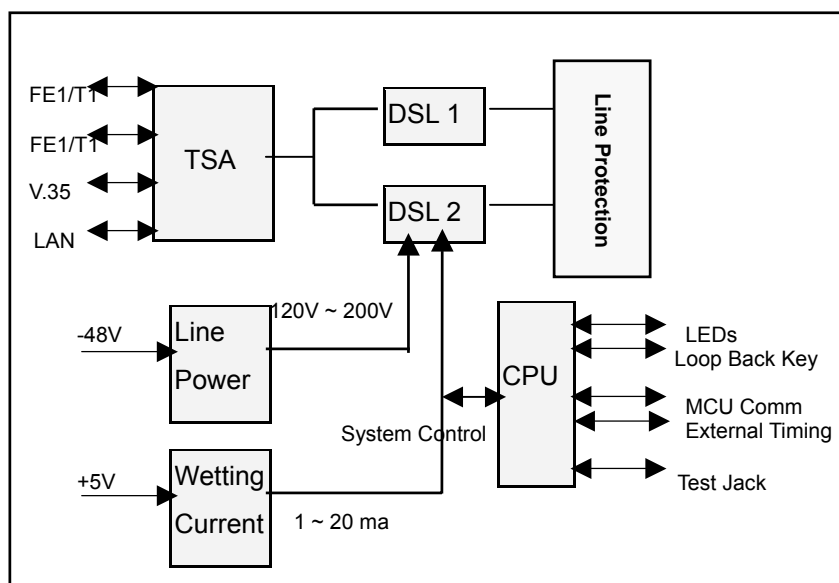 FE1/T1
FE1/T1
V.35
LAN
TSA
DSL 1
DSL 2
Line Protection
-48V
Line
Power
120V ~ 200V
+5V
Wetting
Current
1 ~ 20 ma
System Control
CPU
LEDs
Loop Back Key
MCU Comm
External Timing
Test Jack